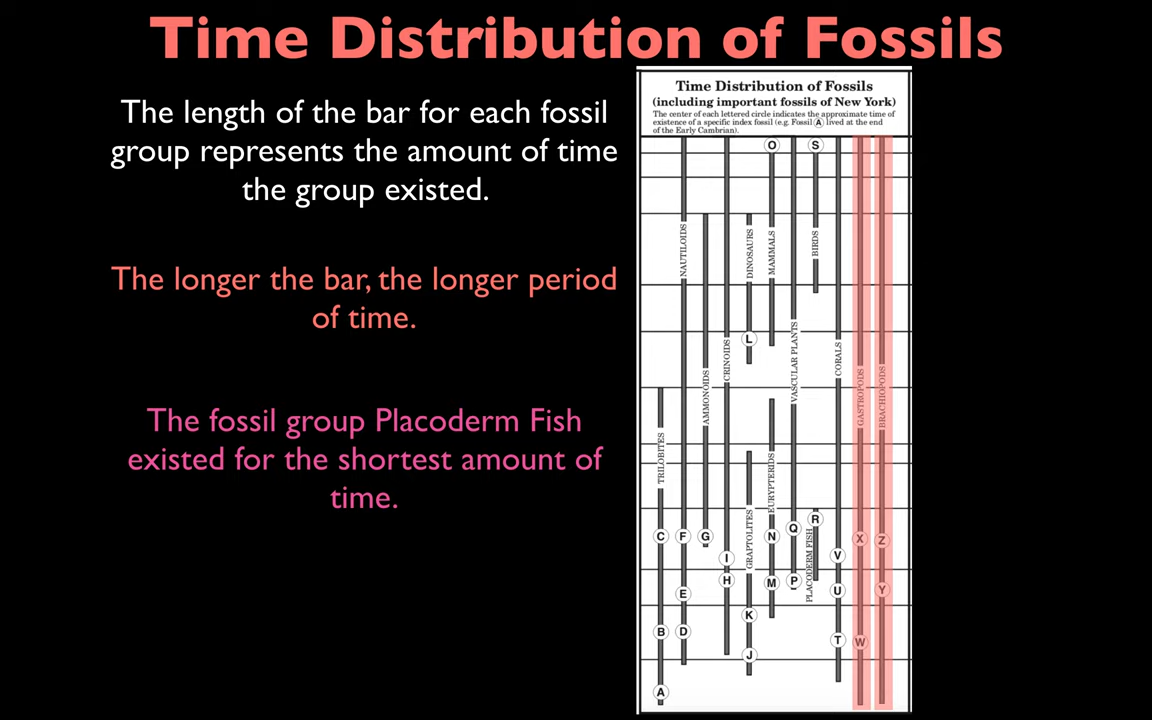 Time Distribution of Fossils
The length of the bar for each fossil
group represents the amount of time
the group existed.
The longer the bar, the longer period
of time.
The fossil group Placoderm Fish
existed for the shortest amount of
time.
Time Distribution of Fossils
(including important fossils of New York)
The center of each lettered circle indicates the approximate time of
existence of a specific index fossil (e.g. Fossil A lived at the end
of the Early Cambrian).
O
S
NAUTILOIDS
DINOSAURS
MAMMALS
BIRDS
L
CRINOIDS
VASCULAR PLANTS
CORALS
AMMONOIDS
GASTROPODS
BRACHIOPODS
TRILOBITES
EURYPTERIDS
GRAPTOLITES
PLACODERM FISH
R
Q
C
F
G
N
X
Z
I
V
H
M
P
E
U
Y
K
B
D
T
W
J
A